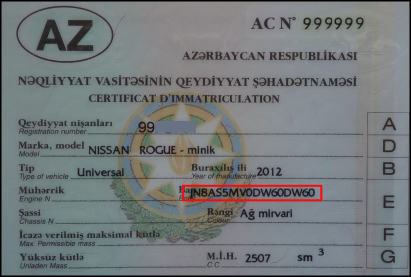 AZ
AC N° 999999
AZƏRBAYCAN RESPUBLİKASI
NƏQLİYYAT VASİTƏSİNİN QEYDİYYAT ŞƏHADƏTNAMƏSİ
CERTIFICAT D'IMMATRICULATION
Qeydiyyat nişanları 99 A
Registration number
Marka, model NISSAN ROGUE - minik D
Model
Tip Universal Buraxılış ili 2012 B
Type of vehicle Year of manufacture
Mühərrik JN8AS5MV0DW60DW60 E
Engine N
Şassi Rəngi Ağ mirvari
Chassis N Colour
İcazə verilmiş maksimal kütlə F
Max. Permissible mass
Yüksüz kütlə M.İ.H. 2507 sm³ G
Unladen Mass C.C.